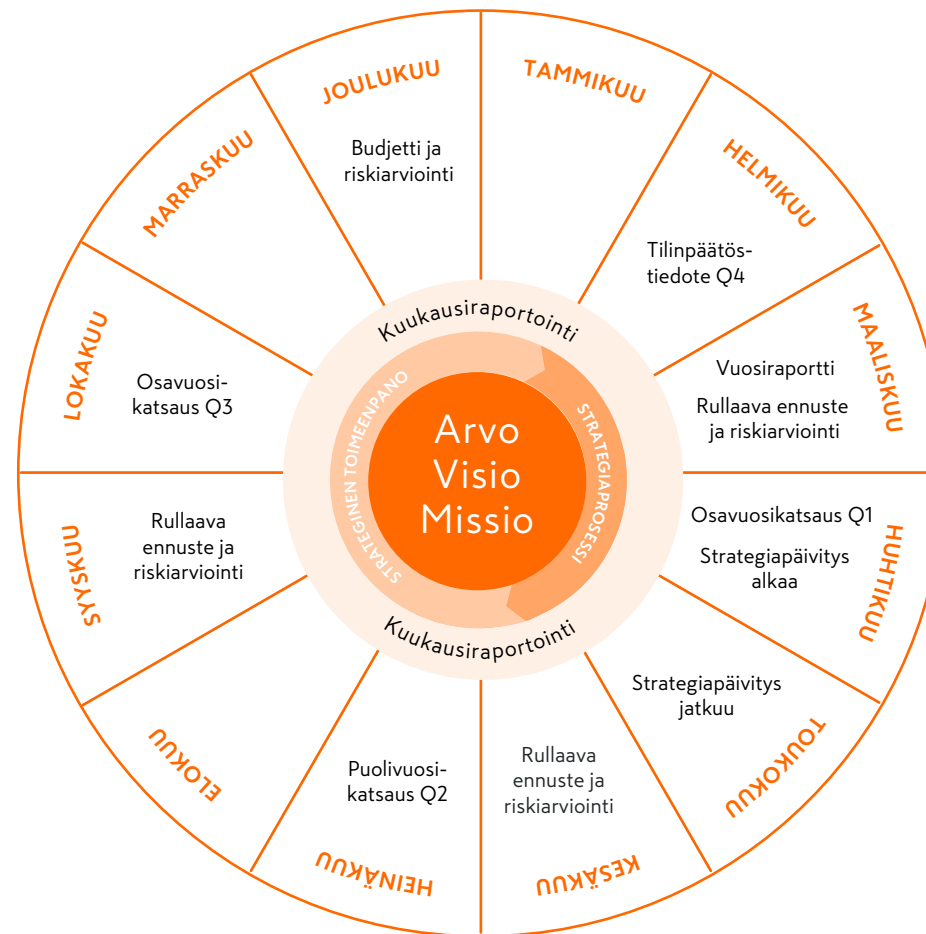 TAMMIKUU
HELMIKUU
Tilinpäätös-
tiedote Q4
MAALISKUU
Vuosiraportti
Rullaava ennuste
ja riskiarviointi
HUHTIKUU
Osavuosikatsaus Q1
Strategiapäivitys
alkaa
TOUKOKUU
Strategiapäivitys
jatkuu
KESÄKUU
Rullaava
ennuste ja
riskiarviointi
HEINÄKUU
Puolivuosi-
katsaus Q2
ELOKUU
SYYSKUU
Rullaava
ennuste ja
riskiarviointi
LOKAKUU
Osavuosi-
katsaus Q3
MARRASKUU
JOULUKUU
Budjetti ja
riskiarviointi
Kuukausiraportointi
STRATEGIAPROSESSI
STRATEGINEN TOIMEENPANO
Arvo
Visio
Missio
Kuukausiraportointi